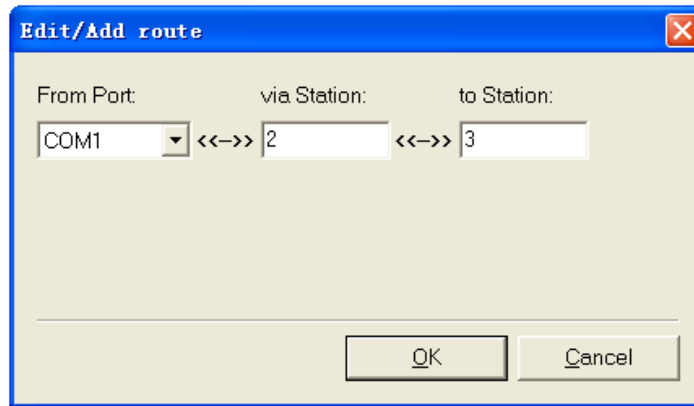 Edit/Add route
From Port: via Station: to Station:
COM1 <<-->> 2 <<-->> 3
OK Cancel